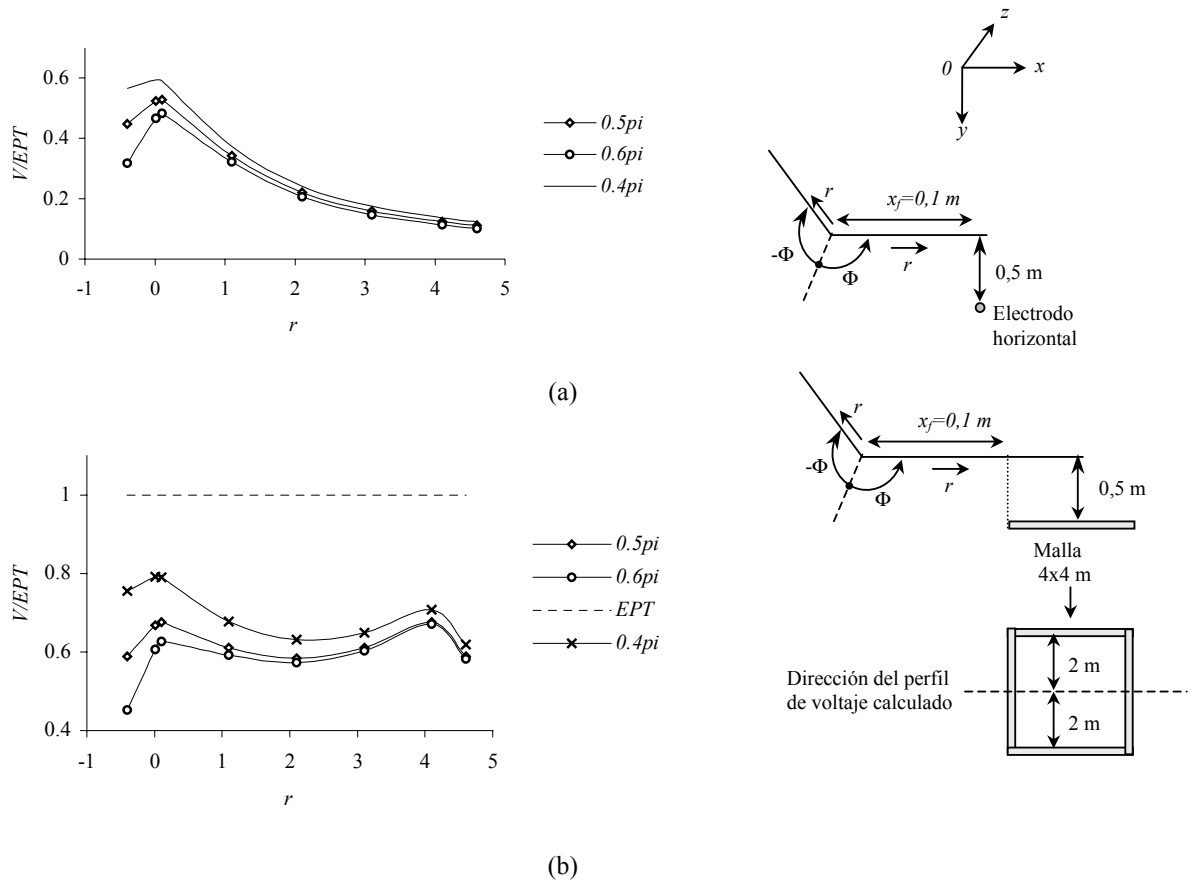 0.6
0.4
0.2
0
V/EPT
-1 0 1 2 3 4 5
r
0.5pi
0.6pi
0.4pi
z
0 x
y
r
x_f=0,1 m
-Φ
Φ
r
0,5 m
Electrodo
horizontal
(a)
1
0.8
0.6
0.4
V/EPT
-1 0 1 2 3 4 5
r
0.5pi
0.6pi
EPT
0.4pi
r
x_f=0,1 m
-Φ
Φ
r
0,5 m
Malla
4x4 m
2 m
Dirección del perfil
de voltaje calculado
2 m
(b)